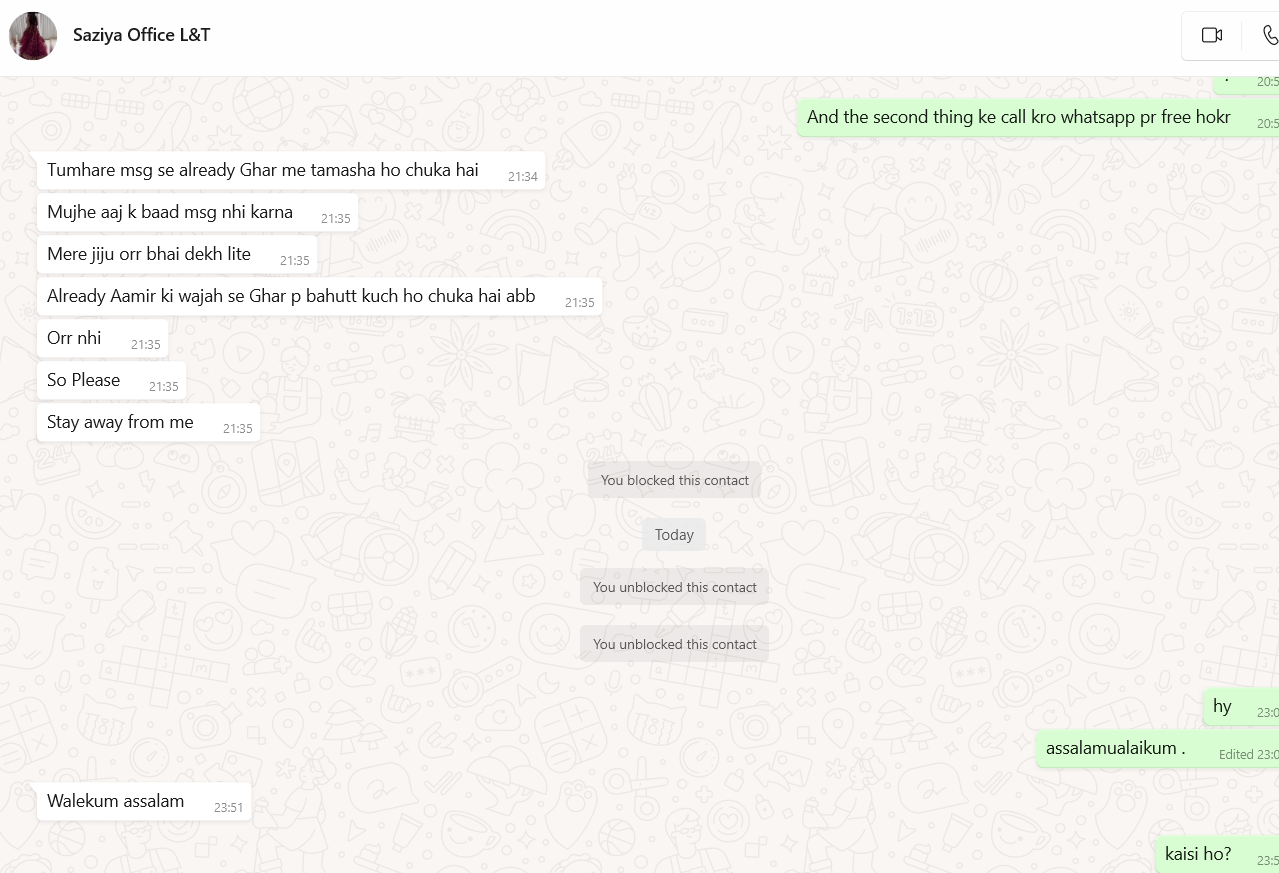 Saziya Office L&T
20:5
And the second thing ke call kro whatsapp pr free hokr 20:5
Tumhare msg se already Ghar me tamasha ho chuka hai 21:34
Mujhe aaj k baad msg nhi karna 21:35
Mere jiju orr bhai dekh lite 21:35
Already Aamir ki wajah se Ghar p bahutt kuch ho chuka hai abb 21:35
Orr nhi 21:35
So Please 21:35
Stay away from me 21:35
You blocked this contact
Today
You unblocked this contact
You unblocked this contact
hy 23:0
assalamualaikum . Edited 23:0
Walekum assalam 23:51
kaisi ho? 23:5